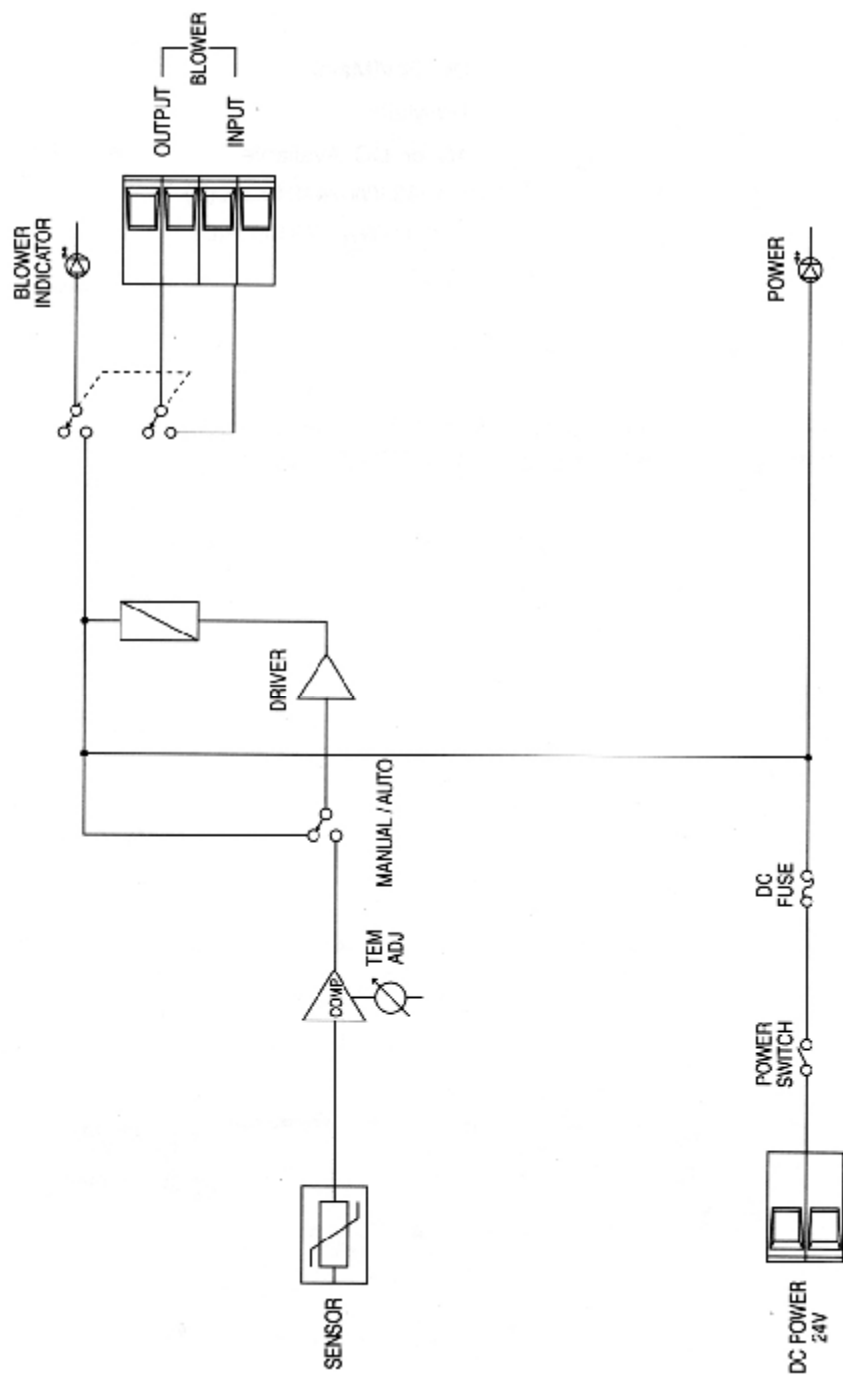 BLOWER
INDICATOR
OUTPUT
BLOWER
INPUT
DRIVER
MANUAL / AUTO
COMP
TEM
ADJ
SENSOR
POWER
DC
FUSE
POWER
SWITCH
DC POWER
24V